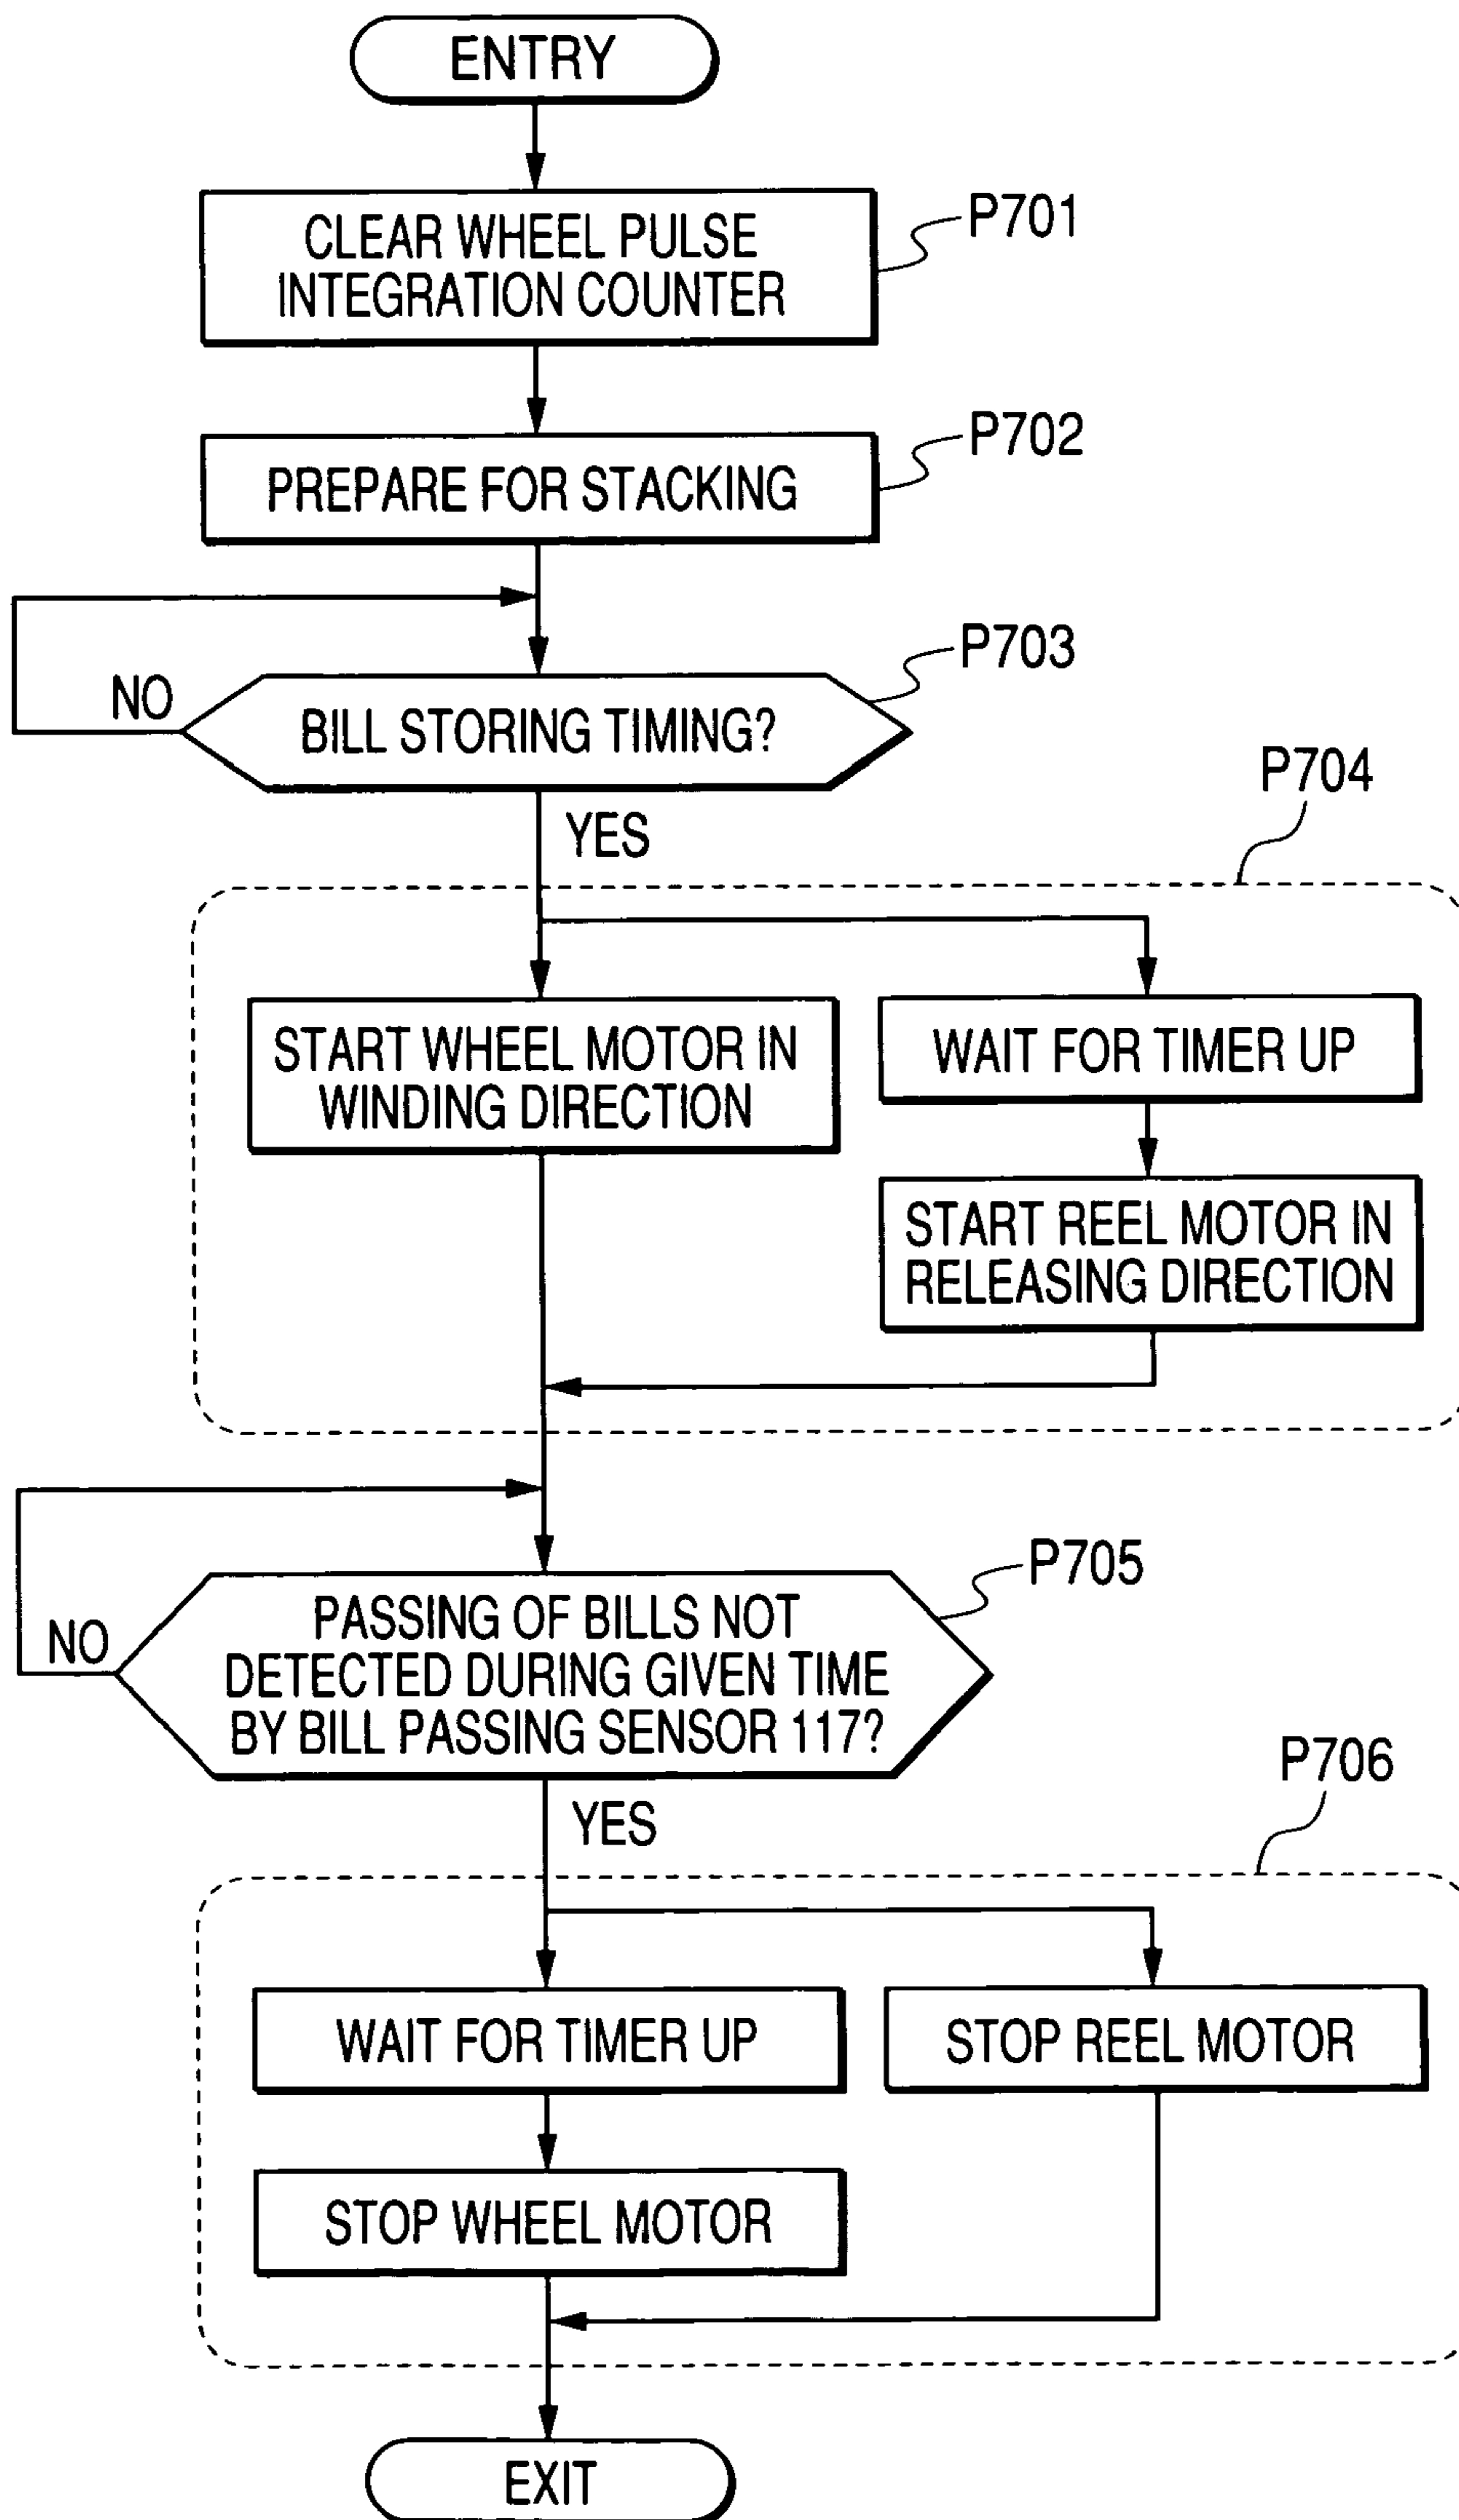 ENTRY
CLEAR WHEEL PULSE
INTEGRATION COUNTER
P701
PREPARE FOR STACKING
P702
BILL STORING TIMING?
P703
NO
YES
P704
START WHEEL MOTOR IN
WINDING DIRECTION
WAIT FOR TIMER UP
START REEL MOTOR IN
RELEASING DIRECTION
PASSING OF BILLS NOT
DETECTED DURING GIVEN TIME
BY BILL PASSING SENSOR 117?
P705
NO
YES
P706
WAIT FOR TIMER UP
STOP REEL MOTOR
STOP WHEEL MOTOR
EXIT